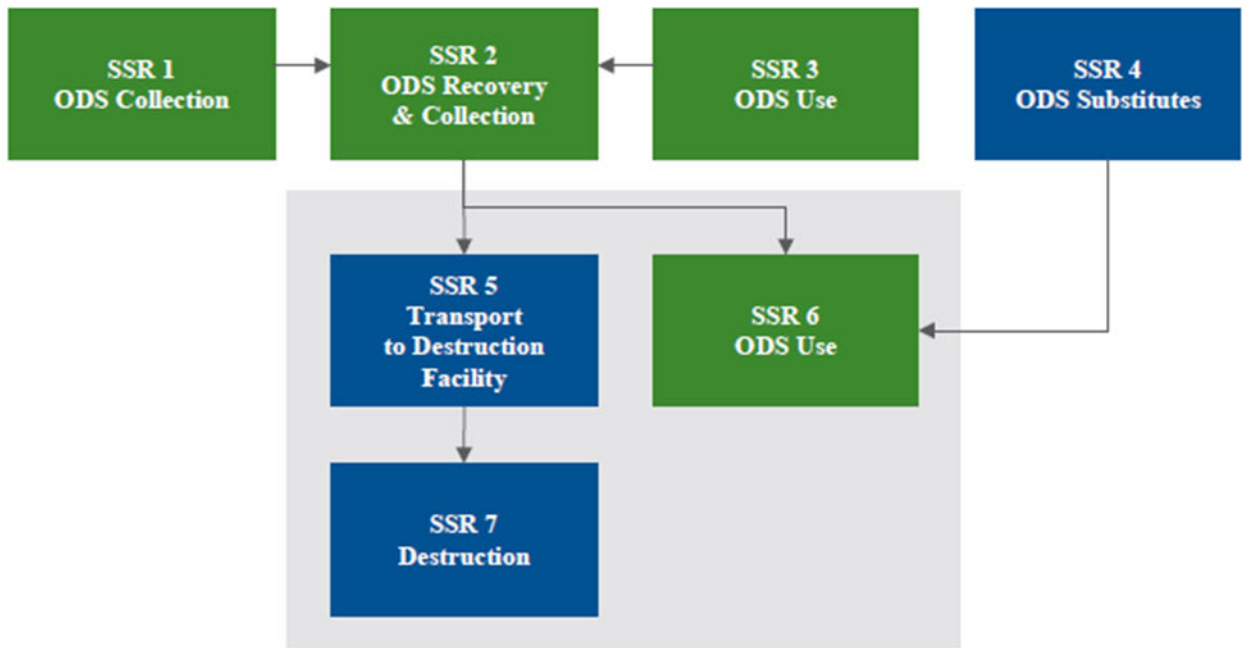 SSR 1
ODS Collection
SSR 2
ODS Recovery
& Collection
SSR 3
ODS Use
SSR 4
ODS Substitutes
SSR 5
Transport
to Destruction
Facility
SSR 6
ODS Use
SSR 7
Destruction